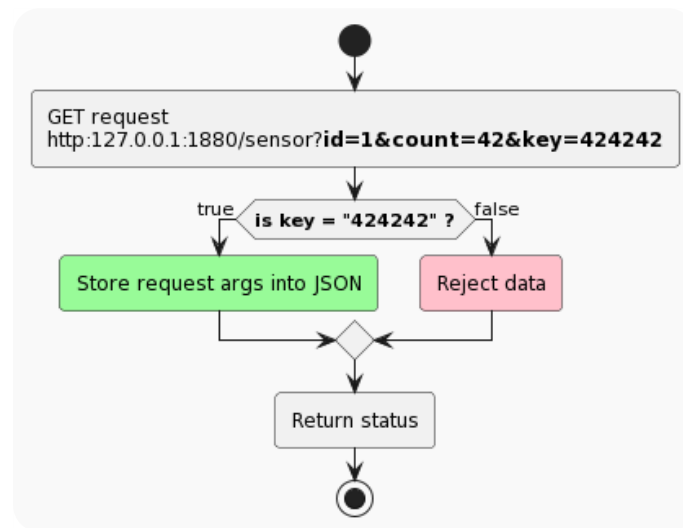 GET request
http:127.0.0.1:1880/sensor?id=1&count=42&key=424242
true
is key = "424242" ?
false
Store request args into JSON
Reject data
Return status